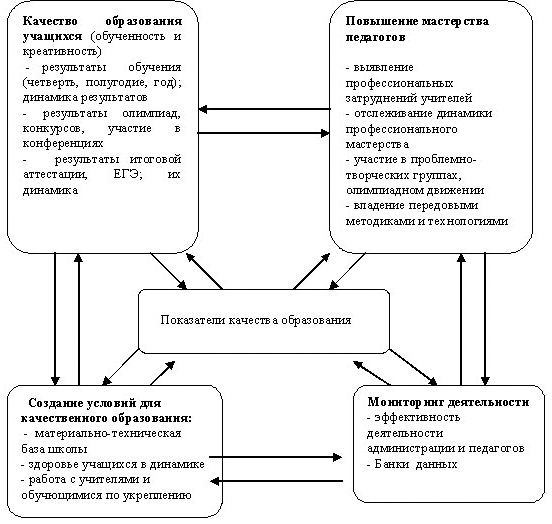 Качество образования
учащихся (обученность и
креативность)
- результаты обучения
(четверть, полугодие, год);
динамика результатов
- результаты олимпиад,
конкурсов, участие в
конференциях
- результаты итоговой
аттестации, ЕГЭ; их
динамика
Повышение мастерства
педагогов
- выявление
профессиональных
затруднений учителей
- отслеживание динамики
профессионального
мастерства
- участие в проблемно-
творческих группах,
олимпиадном движении
- владение передовыми
методиками и технологиями
Показатели качества образования
Создание условий для
качественного образования:
- материально-техническая
база школы
- здоровье учащихся в динамике
- работа с учителями и
обучающимися по укреплению
Мониторинг деятельности
- эффективность
деятельности
администрации и педагогов
- Банки данных